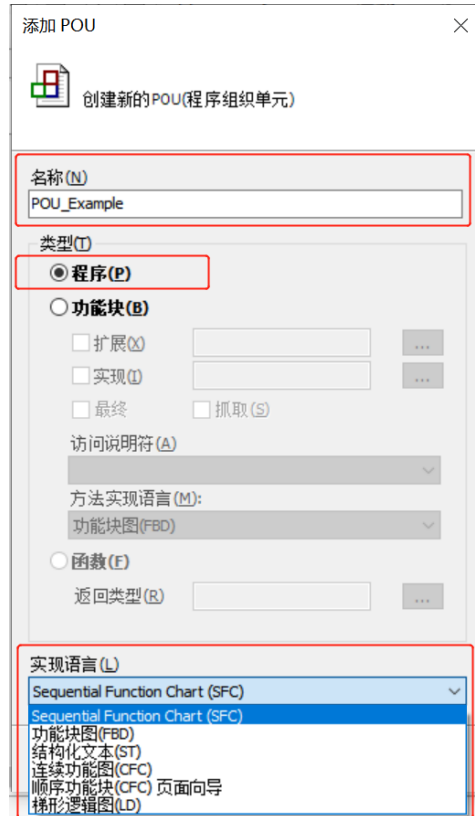 添加 POU
创建新的POU(程序组织单元)
名称(N)
POU_Example
类型(T)
程序(P)
功能块(B)
扩展(X)
...
实现(I)
...
最终
抓取(S)
访问说明符(A)
方法实现语言(M):
功能块图(FBD)
函数(F)
返回类型(R)
...
实现语言(L)
Sequential Function Chart (SFC)
Sequential Function Chart (SFC)
功能块图(FBD)
结构化文本(ST)
连续功能图(CFC)
顺序功能块(CFC) 页面向导
梯形逻辑图(LD)